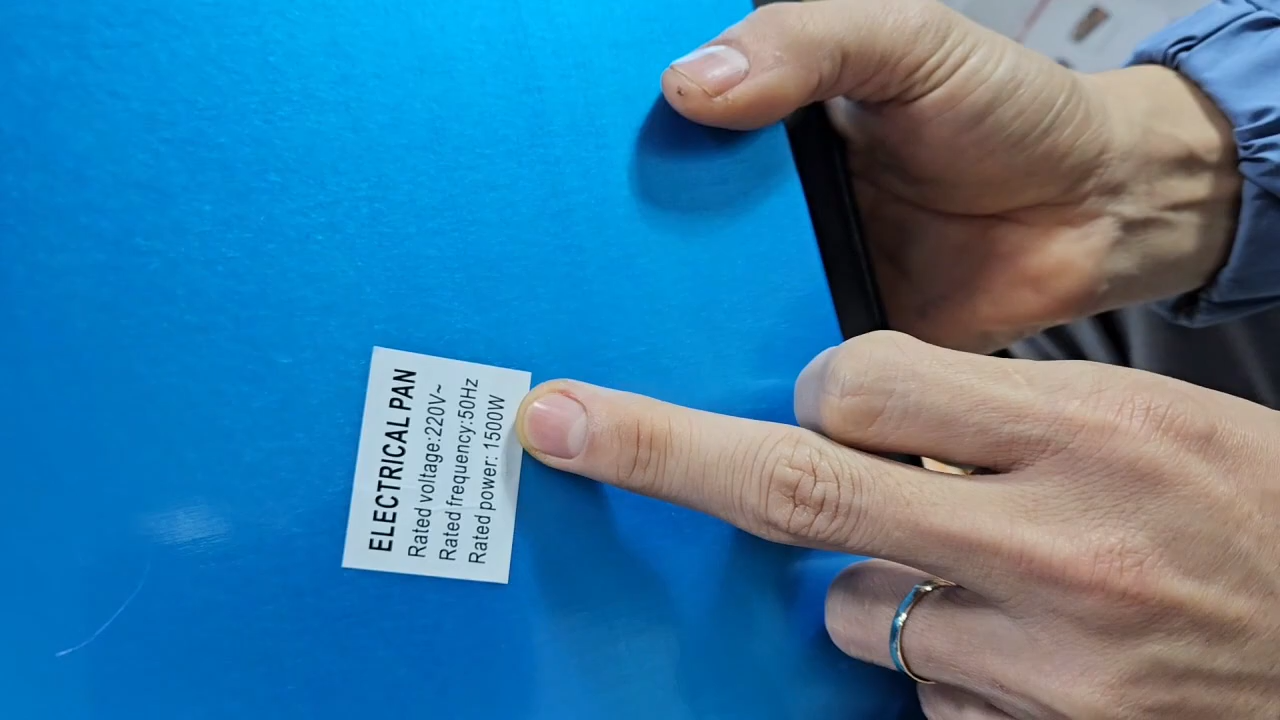 ELECTRICAL PAN
Rated voltage:220V~
Rated frequency:50Hz
Rated power: 1500W